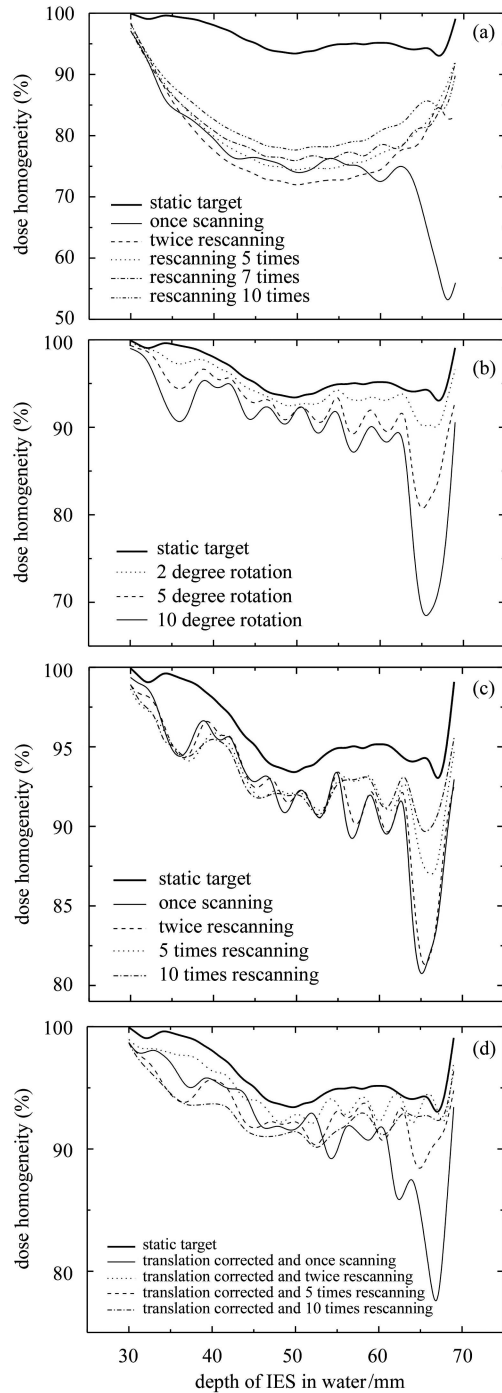 (a)
100
90
80
70
60
50
dose homogeneity (%)
static target
once scanning
twice rescanning
rescanning 5 times
rescanning 7 times
rescanning 10 times
(b)
100
90
80
70
dose homogeneity (%)
static target
2 degree rotation
5 degree rotation
10 degree rotation
(c)
100
95
90
85
80
dose homogeneity (%)
static target
once scanning
twice rescanning
5 times rescanning
10 times rescanning
(d)
100
90
80
dose homogeneity (%)
static target
translation corrected and once scanning
translation corrected and twice rescanning
translation corrected and 5 times rescanning
translation corrected and 10 times rescanning
30 40 50 60 70
depth of IES in water/mm